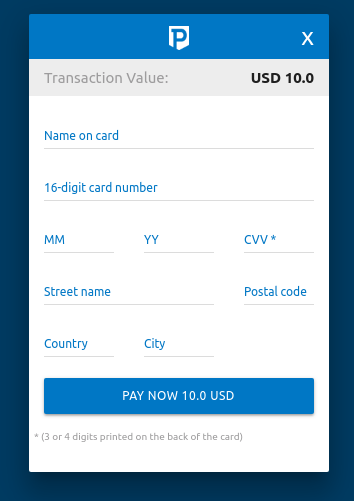 P
X
Transaction Value: USD 10.0
Name on card
16-digit card number
MM YY CVV *
Street name Postal code
Country City
PAY NOW 10.0 USD
* (3 or 4 digits printed on the back of the card)